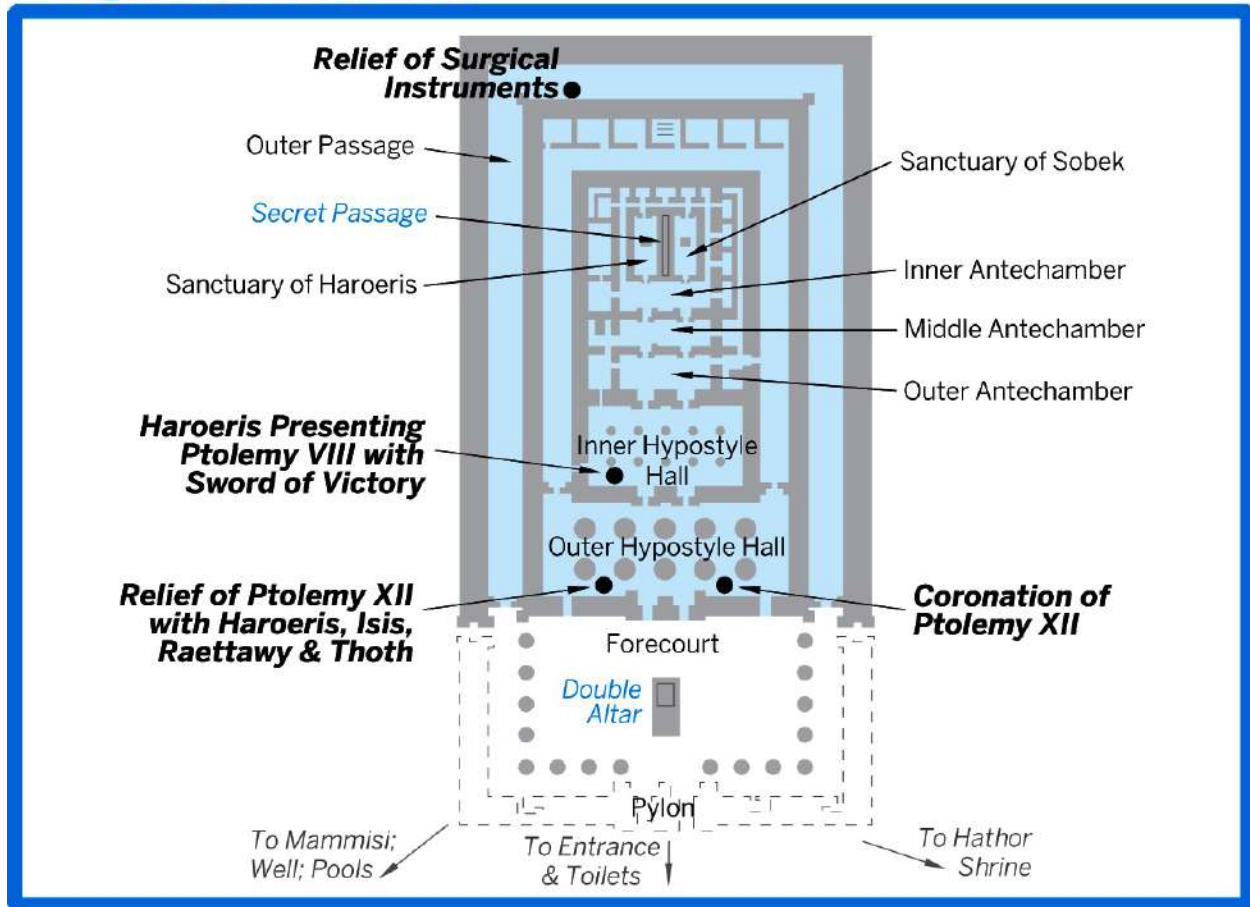 Relief of Surgical
Instruments
Outer Passage
Sanctuary of Sobek
Secret Passage
Inner Antechamber
Sanctuary of Haroeris
Middle Antechamber
Outer Antechamber
Haroeris Presenting
Ptolemy VIII with
Sword of Victory
Inner Hypostyle
Hall
Outer Hypostyle Hall
Relief of Ptolemy XII
with Haroeris, Isis,
Raettawy & Thoth
Coronation of
Ptolemy XII
Forecourt
Double
Altar
Pylon
To Mammisi;
Well; Pools
To Entrance
& Toilets
To Hathor
Shrine